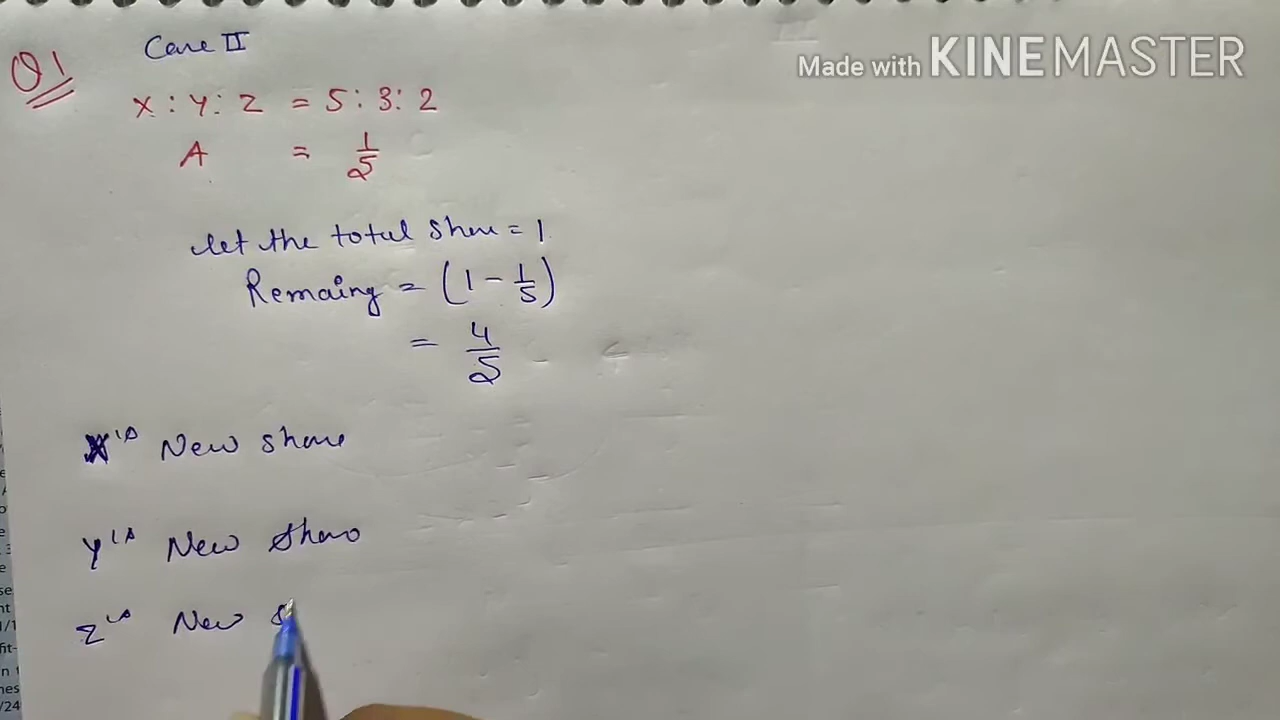 Q1
Case II
Made with KINEMASTER
X : Y : Z = 5 : 3 : 2
A = 1/5
let the total share = 1
Remaing = (1 - 1/5)
= 4/5
X's New share
Y's New Share
Z's New S